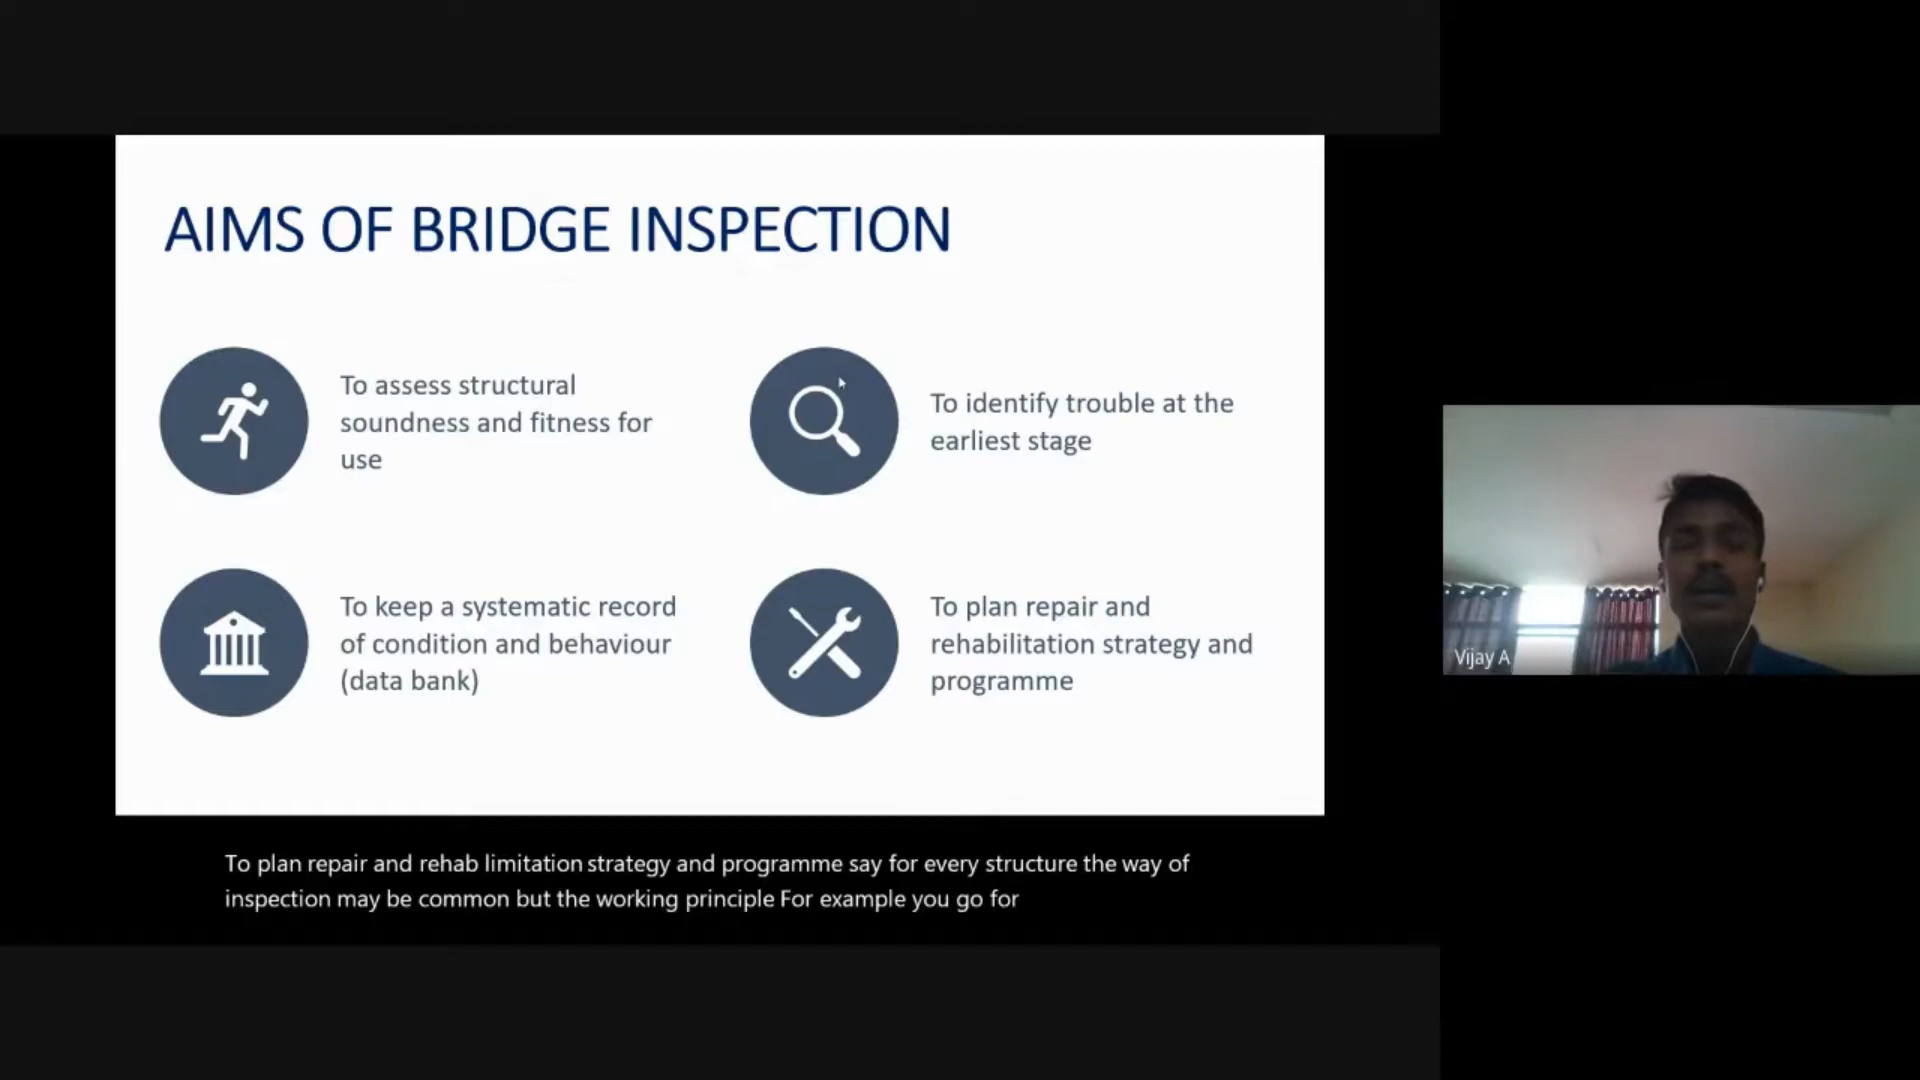 AIMS OF BRIDGE INSPECTION
To assess structural
soundness and fitness for
use
To identify trouble at the
earliest stage
To keep a systematic record
of condition and behaviour
(data bank)
To plan repair and
rehabilitation strategy and
programme
Vijay A
To plan repair and rehab limitation strategy and programme say for every structure the way of
inspection may be common but the working principle For example you go for